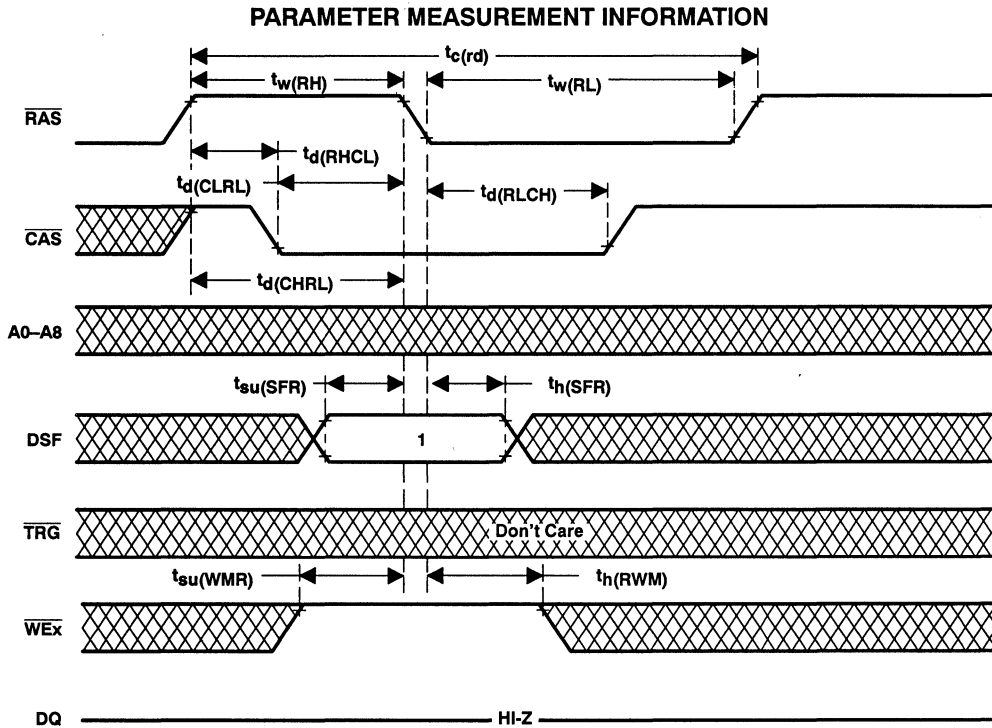 PARAMETER MEASUREMENT INFORMATION
tc(rd)
tw(RH)
tw(RL)
RAS
td(RHCL)
td(CLRL)
td(RLCH)
CAS
td(CHRL)
A0–A8
tsu(SFR)
th(SFR)
DSF
1
TRG
Don't Care
tsu(WMR)
th(RWM)
WEx
DQ
HI-Z